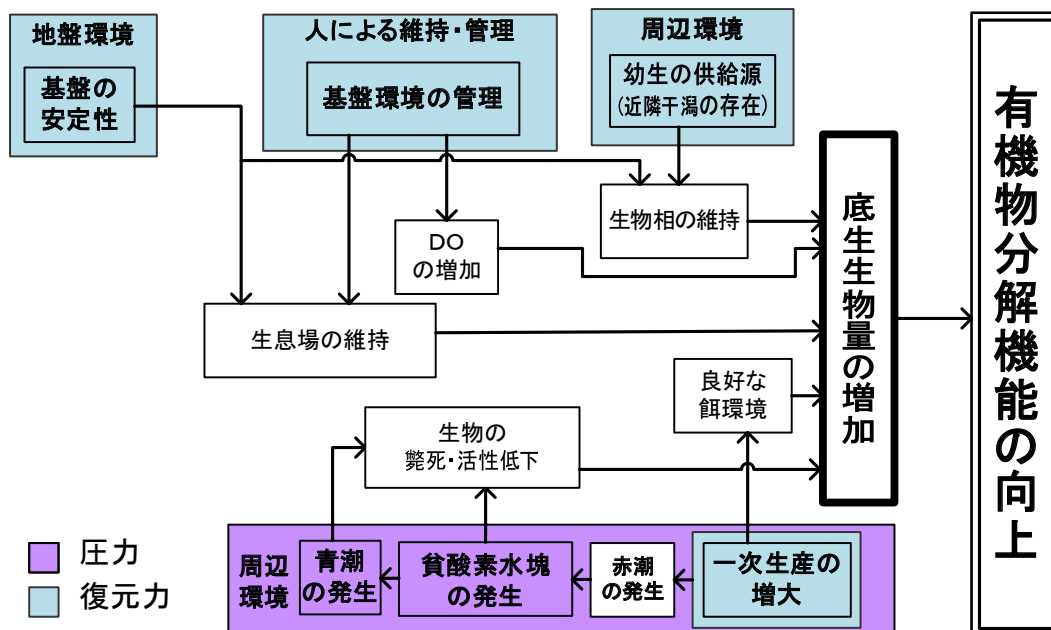 地盤環境
基盤の
安定性
人による維持・管理
基盤環境の管理
周辺環境
幼生の供給源
(近隣干潟の存在)
生物相の維持
DO
の増加
生息場の維持
良好な
餌環境
生物の
斃死・活性低下
底生生物量の増加
有機物分解機能の向上
周辺
環境
青潮
の発生
貧酸素水塊
の発生
赤潮
の発生
一次生産の
増大
圧力
復元力